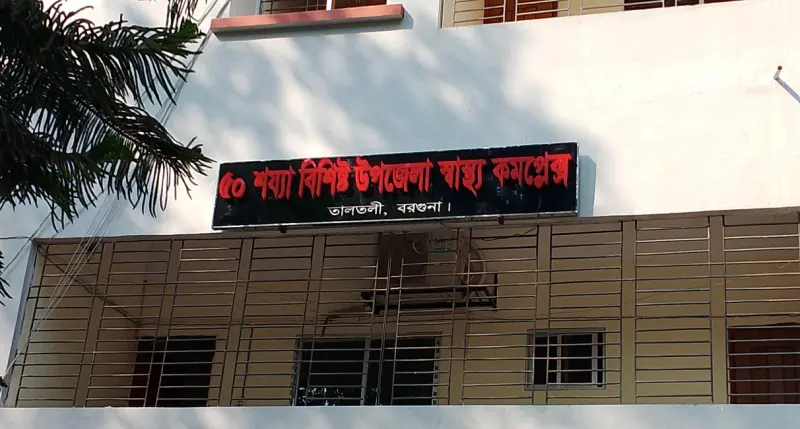 ৫০ শয্যা বিশিষ্ট উপজেলা স্বাস্থ্য কমপ্লেক্স
তালতলী, বরগুনা।